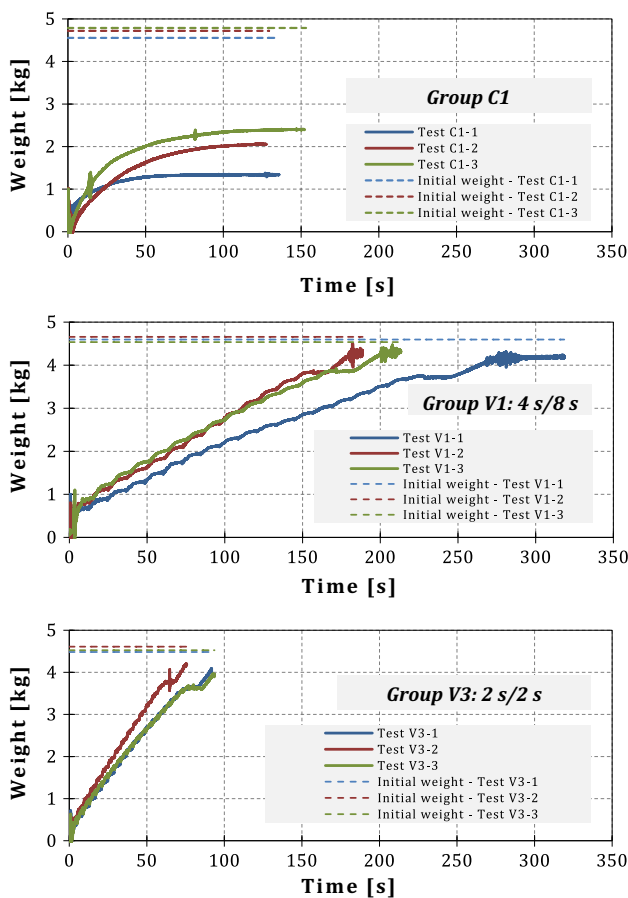 Weight [kg]
5
4
3
2
1
0
Group C1
Test C1-1
Test C1-2
Test C1-3
Initial weight - Test C1-1
Initial weight - Test C1-2
Initial weight - Test C1-3
0 50 100 150 200 250 300 350
Time [s]
Weight [kg]
5
4
3
2
1
0
Group V1: 4 s/8 s
Test V1-1
Test V1-2
Test V1-3
Initial weight - Test V1-1
Initial weight - Test V1-2
Initial weight - Test V1-3
0 50 100 150 200 250 300 350
Time [s]
Weight [kg]
5
4
3
2
1
0
Group V3: 2 s/2 s
Test V3-1
Test V3-2
Test V3-3
Initial weight - Test V3-1
Initial weight - Test V3-2
Initial weight - Test V3-3
0 50 100 150 200 250 300 350
Time [s]